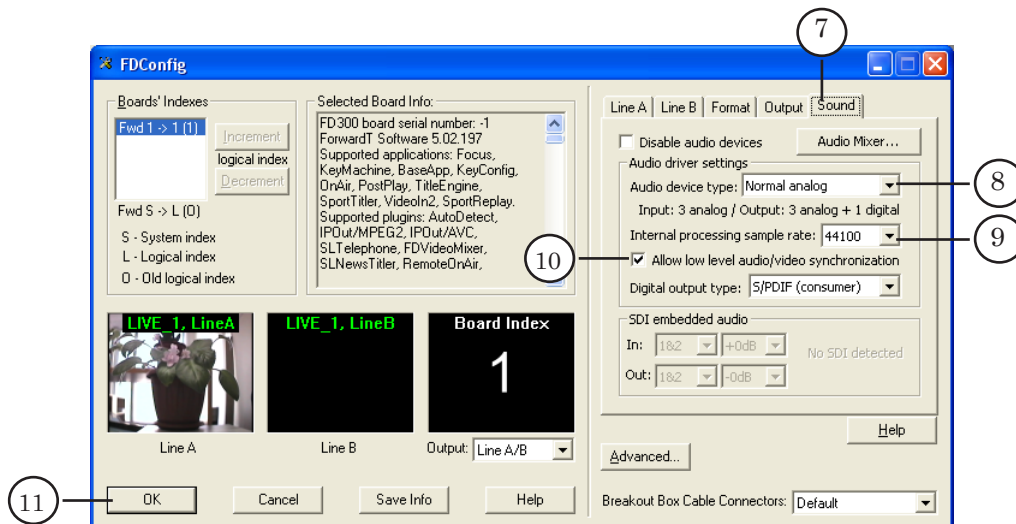 7
FDConfig
Boards' Indexes
Fwd 1 -> 1 (1)
Increment
logical index
Decrement
Fwd S -> L (O)
S - System index
L - Logical index
O - Old logical index
Selected Board Info:
FD300 board serial number: -1
ForwardT Software 5.02.197
Supported applications: Focus,
KeyMachine, BaseApp, KeyConfig,
OnAir, PostPlay, TitleEngine,
SportTitler, VideoIn2, SportReplay.
Supported plugins: AutoDetect,
IPOut/MPEG2, IPOut/AVC,
SLTelephone, FDVideoMixer,
SLNewsTitler, RemoteOnAir,
Line A Line B Format Output Sound
Disable audio devices Audio Mixer...
Audio driver settings
Audio device type: Normal analog
8
Input: 3 analog / Output: 3 analog + 1 digital
Internal processing sample rate: 44100
9
10
Allow low level audio/video synchronization
Digital output type: S/PDIF (consumer)
SDI embedded audio
In: 1&2 +0dB
No SDI detected
Out: 1&2 -0dB
LIVE_1, LineA
LIVE_1, LineB
Board Index
1
Line A
Line B
Output: Line A/B
Help
Advanced...
11
OK Cancel Save Info Help
Breakout Box Cable Connectors: Default